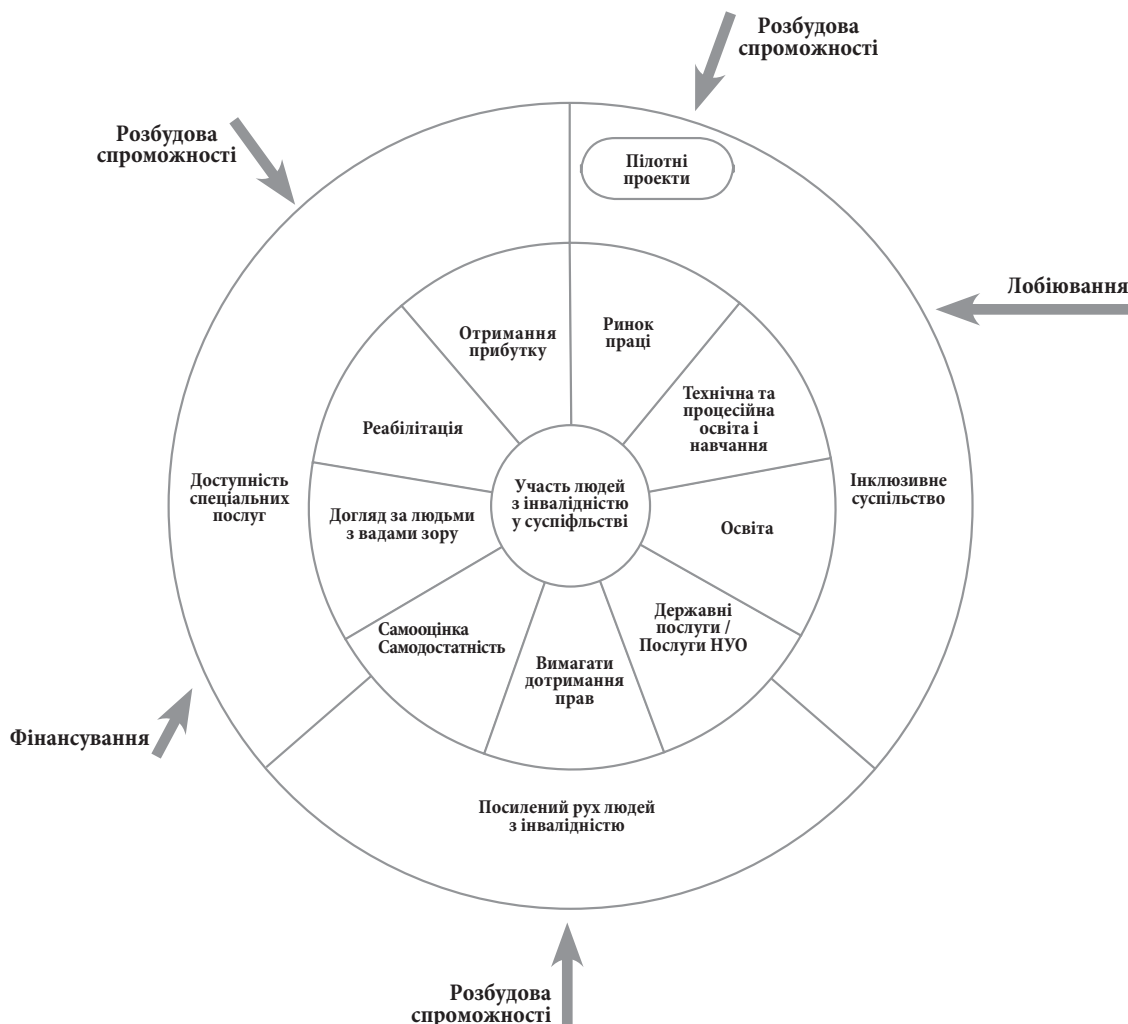 Розбудова
спроможності
Розбудова
спроможності
Пілотні
проекти
Лобіювання
Отримання
прибутку
Ринок
праці
Технічна та
процесійна
освіта і
навчання
Реабілітація
Доступність
спеціальних
послуг
Участь людей
з інвалідністю
у суспіфльстві
Інклюзивне
суспільство
Догляд за людьми
з вадами зору
Освіта
Державні
послуги /
Послуги НУО
Самооцінка
Самодостатність
Вимагати
дотримання
прав
Фінансування
Посилений рух людей
з інвалідністю
Розбудова
спроможності